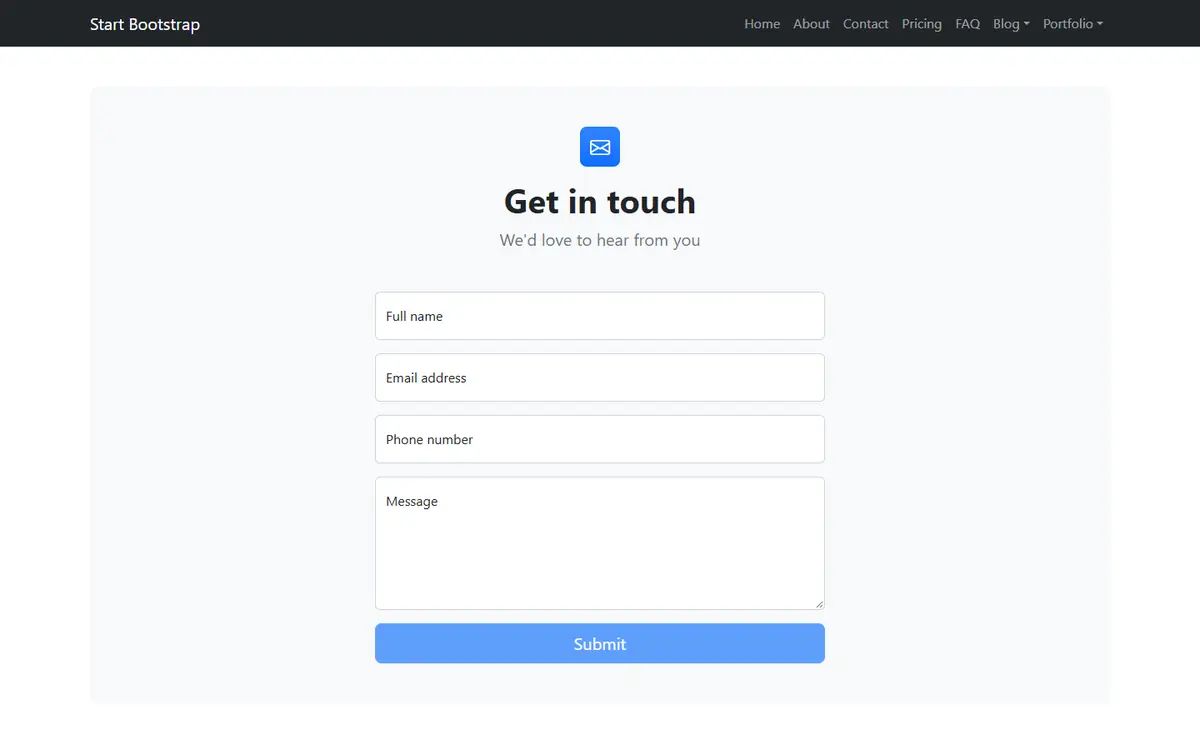 Start Bootstrap
Home About Contact Pricing FAQ Blog Portfolio
Get in touch
We'd love to hear from you
Full name
Email address
Phone number
Message
Submit